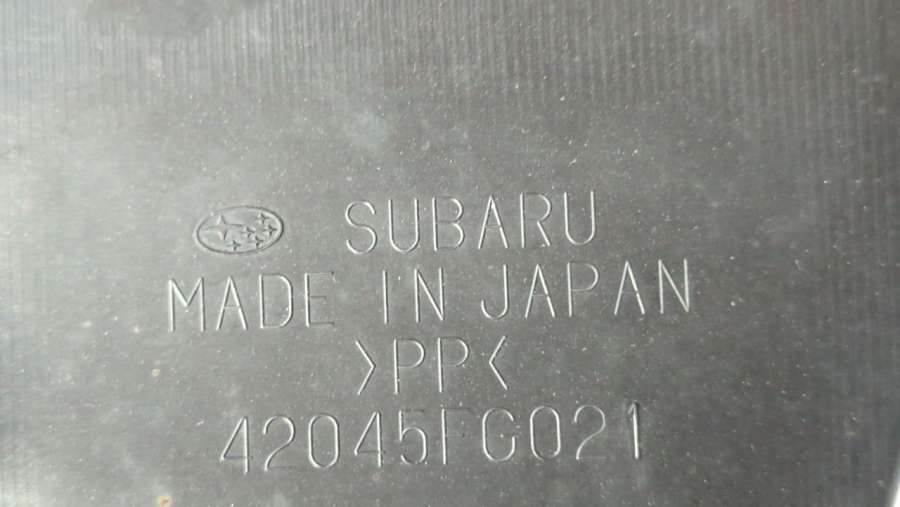 SUBARU
MADE IN JAPAN
>PP<
42045FG021